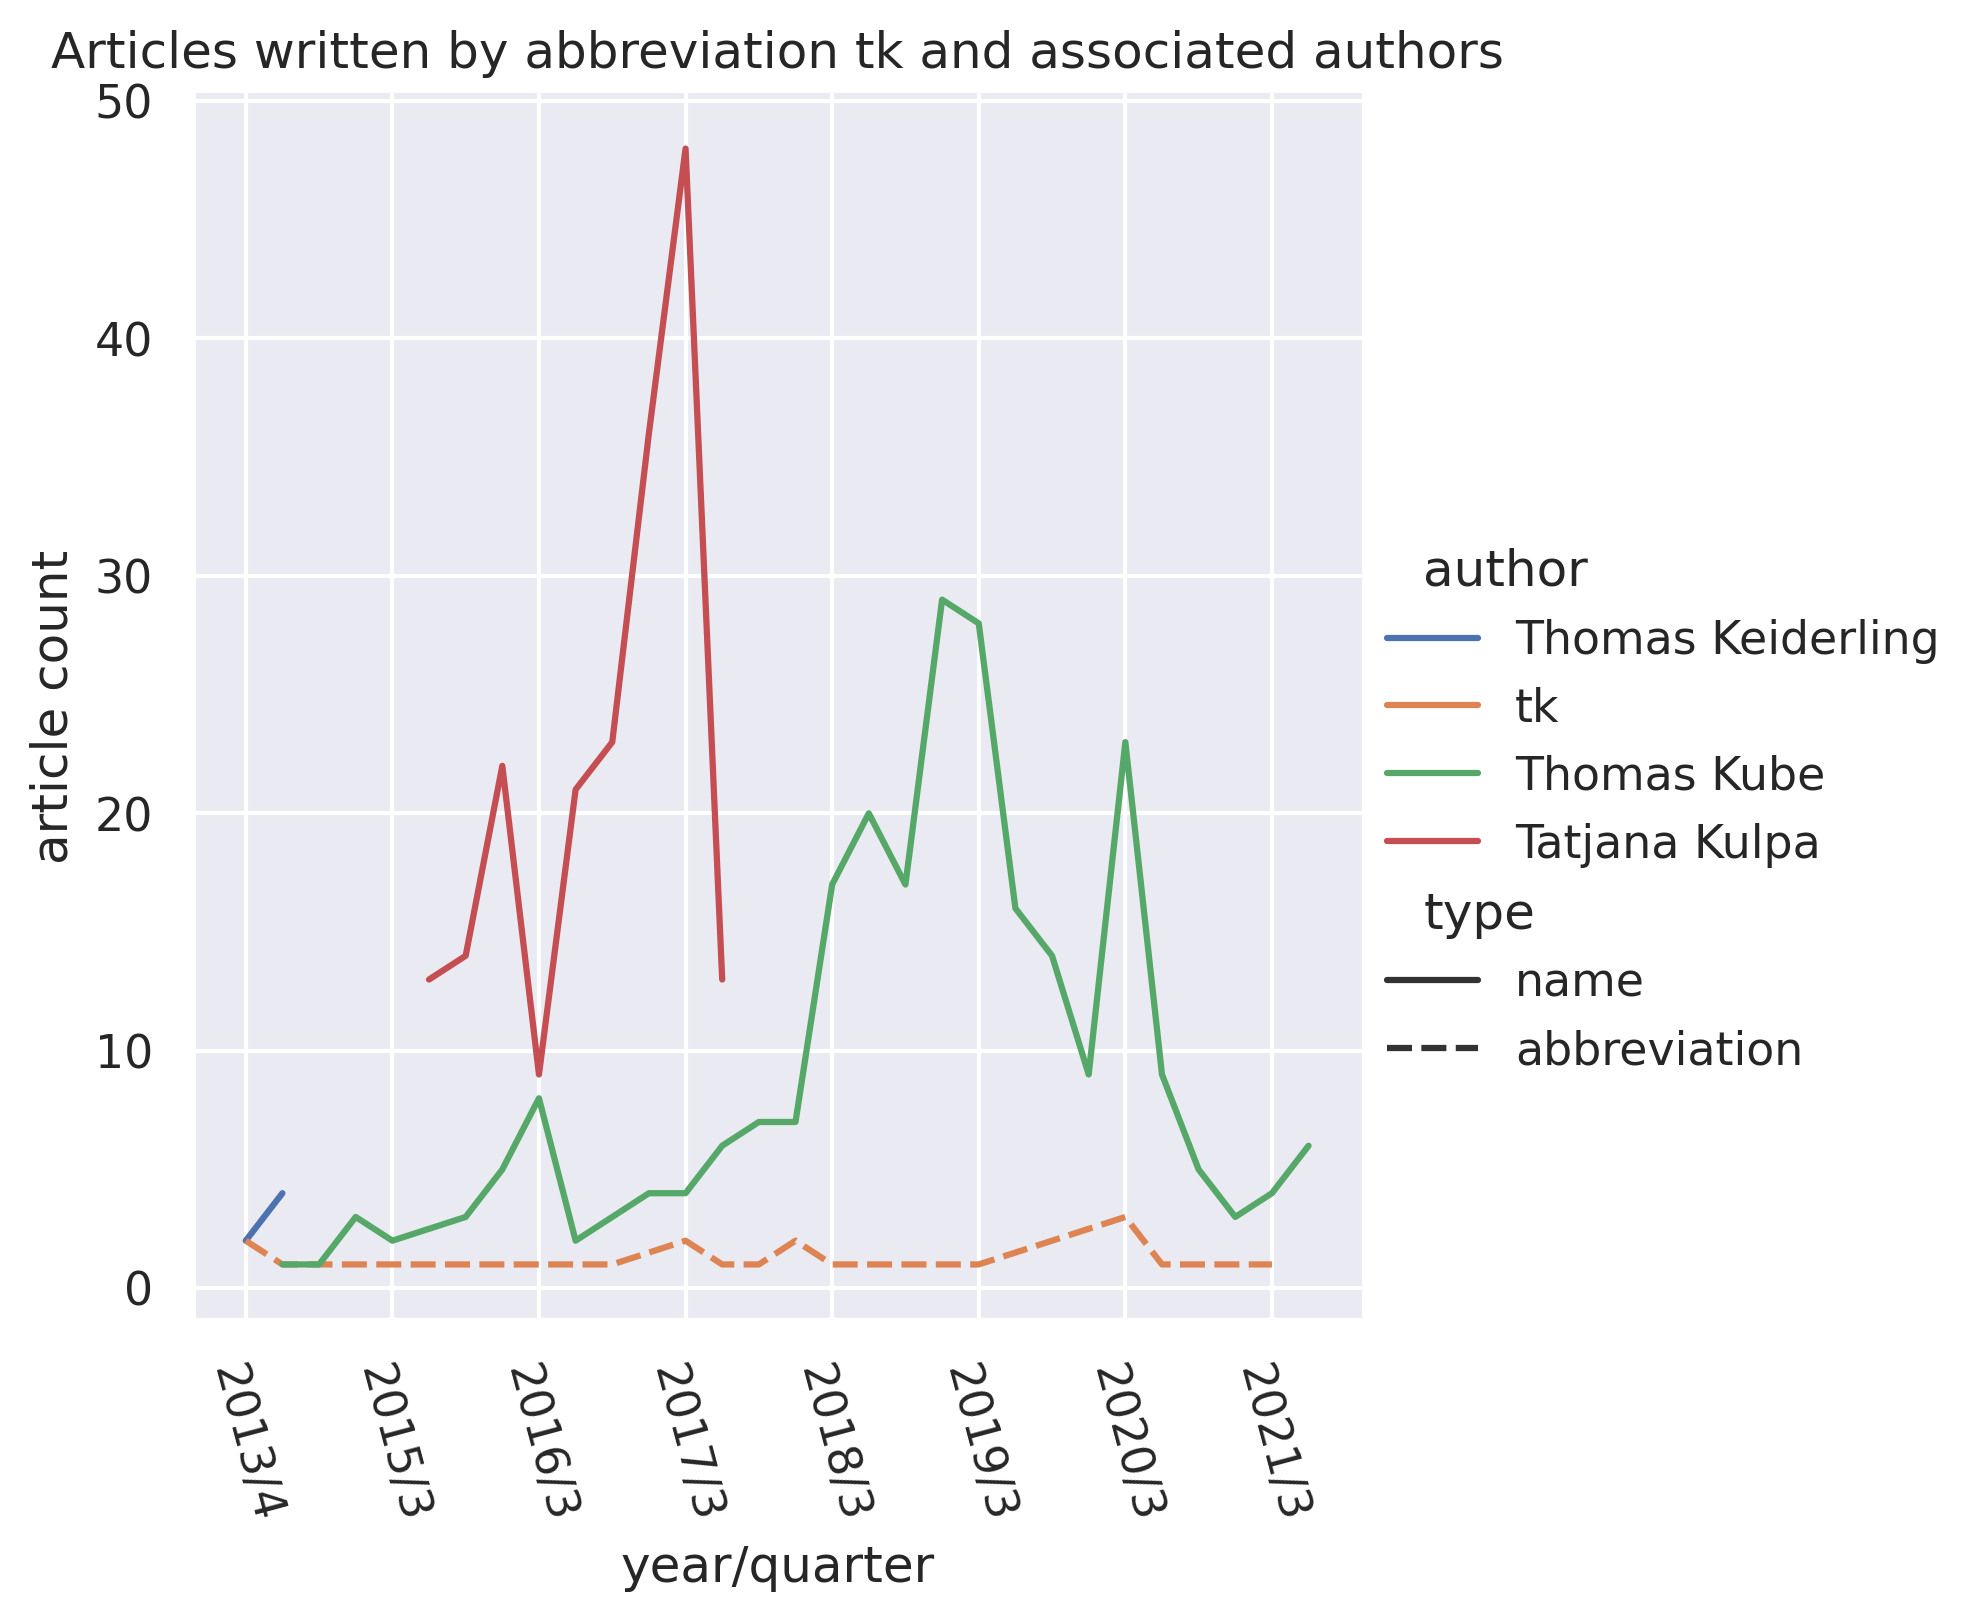 Articles written by abbreviation tk and associated authors
50
40
30
20
10
0
article count
2013/4
2015/3
2016/3
2017/3
2018/3
2019/3
2020/3
2021/3
year/quarter
author
Thomas Keiderling
tk
Thomas Kube
Tatjana Kulpa
type
name
abbreviation